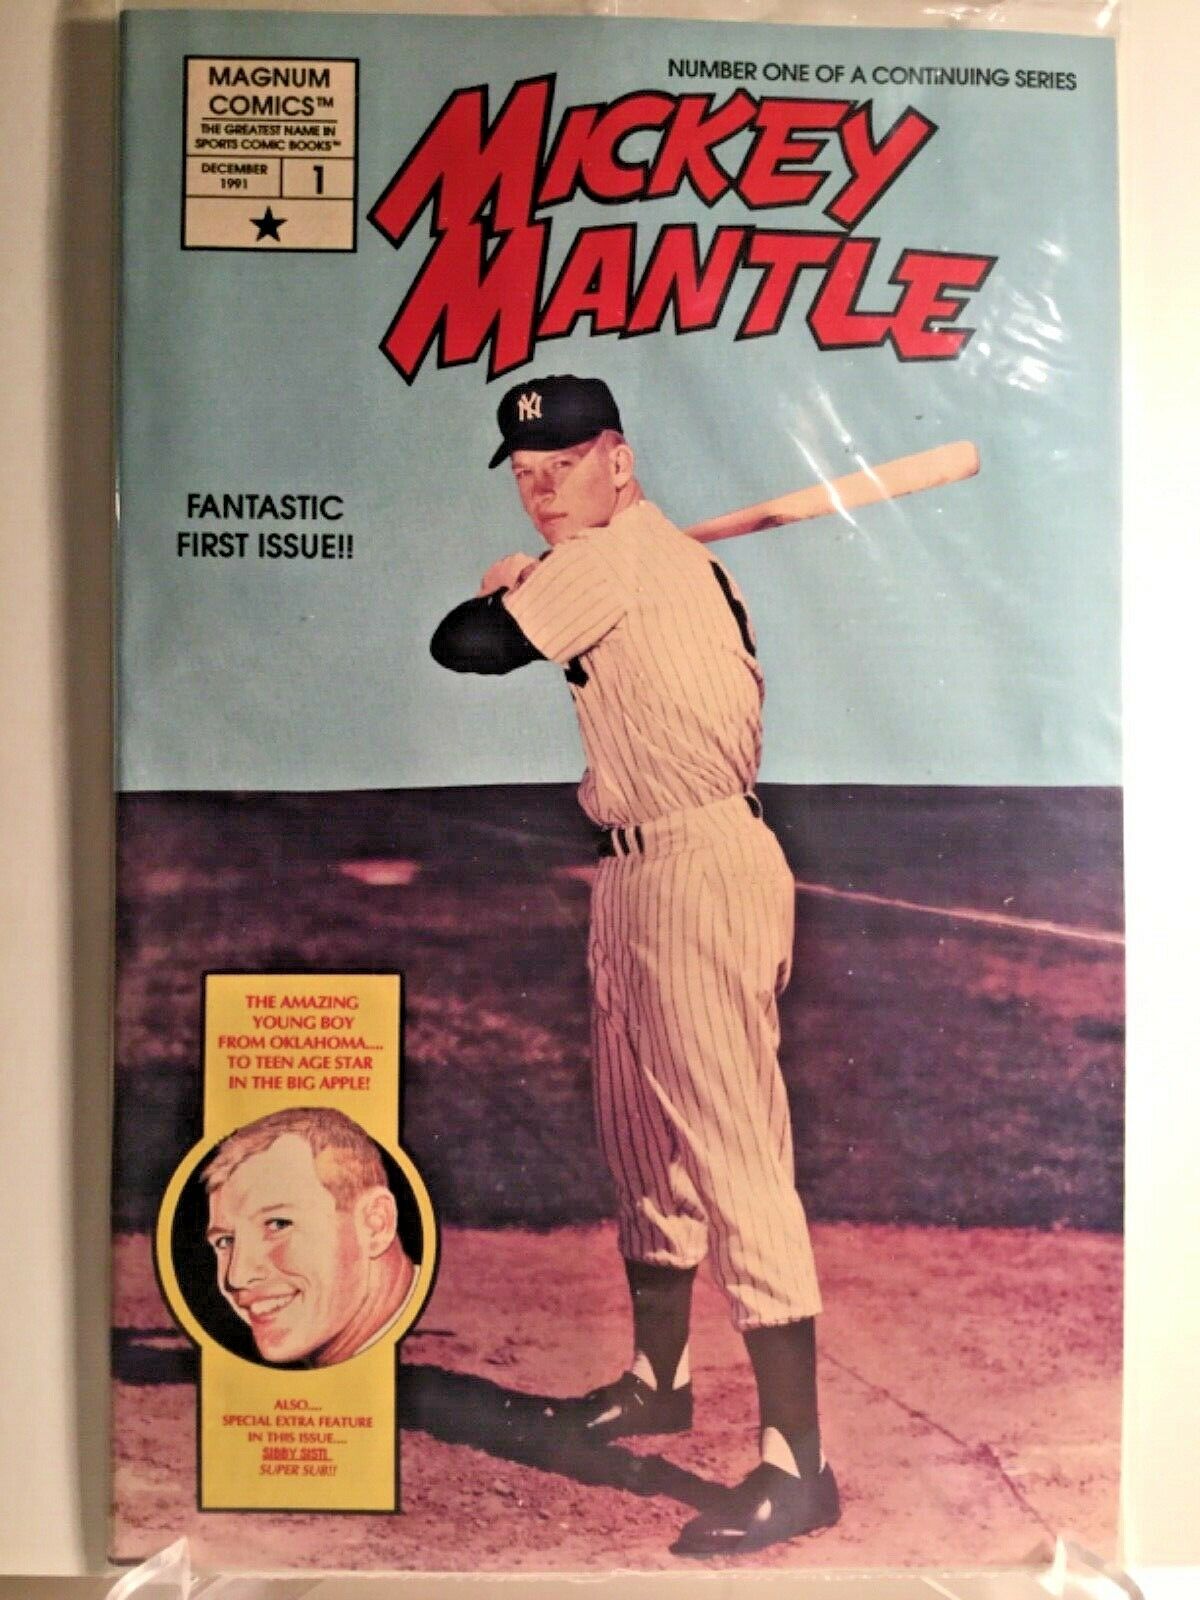 MAGNUM
COMICS™
THE GREATEST NAME IN
SPORTS COMIC BOOKS™
DECEMBER
1991
1
NUMBER ONE OF A CONTINUING SERIES
MICKEY
MANTLE
NY
FANTASTIC
FIRST ISSUE!!
THE AMAZING
YOUNG BOY
FROM OKLAHOMA....
TO TEEN AGE STAR
IN THE BIG APPLE!
ALSO....
SPECIAL EXTRA FEATURE
IN THIS ISSUE....
SIBBY SISTI
SUPER SUB!!